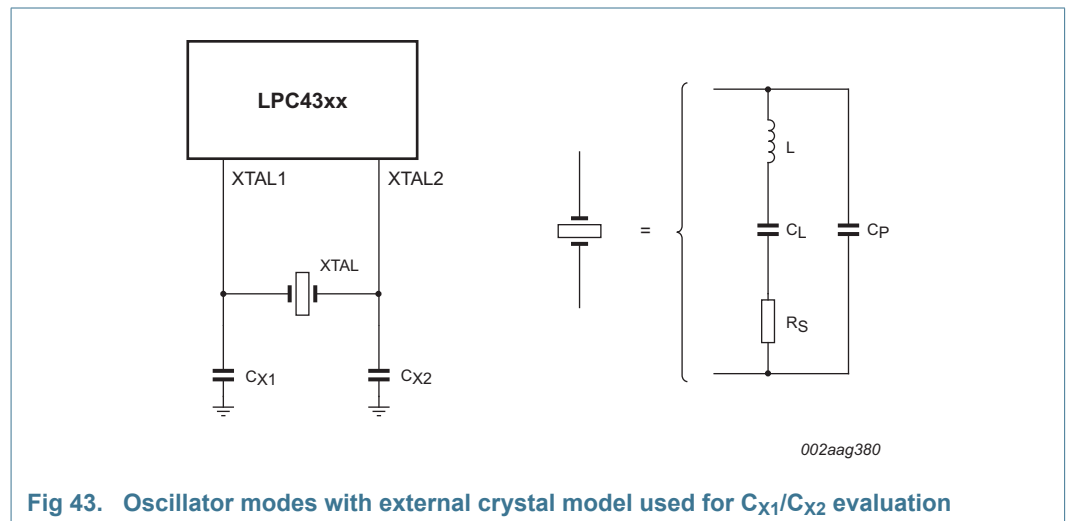 LPC43xx
XTAL1
XTAL2
XTAL
CX1
CX2
=
L
CL
CP
RS
002aag380
Fig 43. Oscillator modes with external crystal model used for CX1/CX2 evaluation